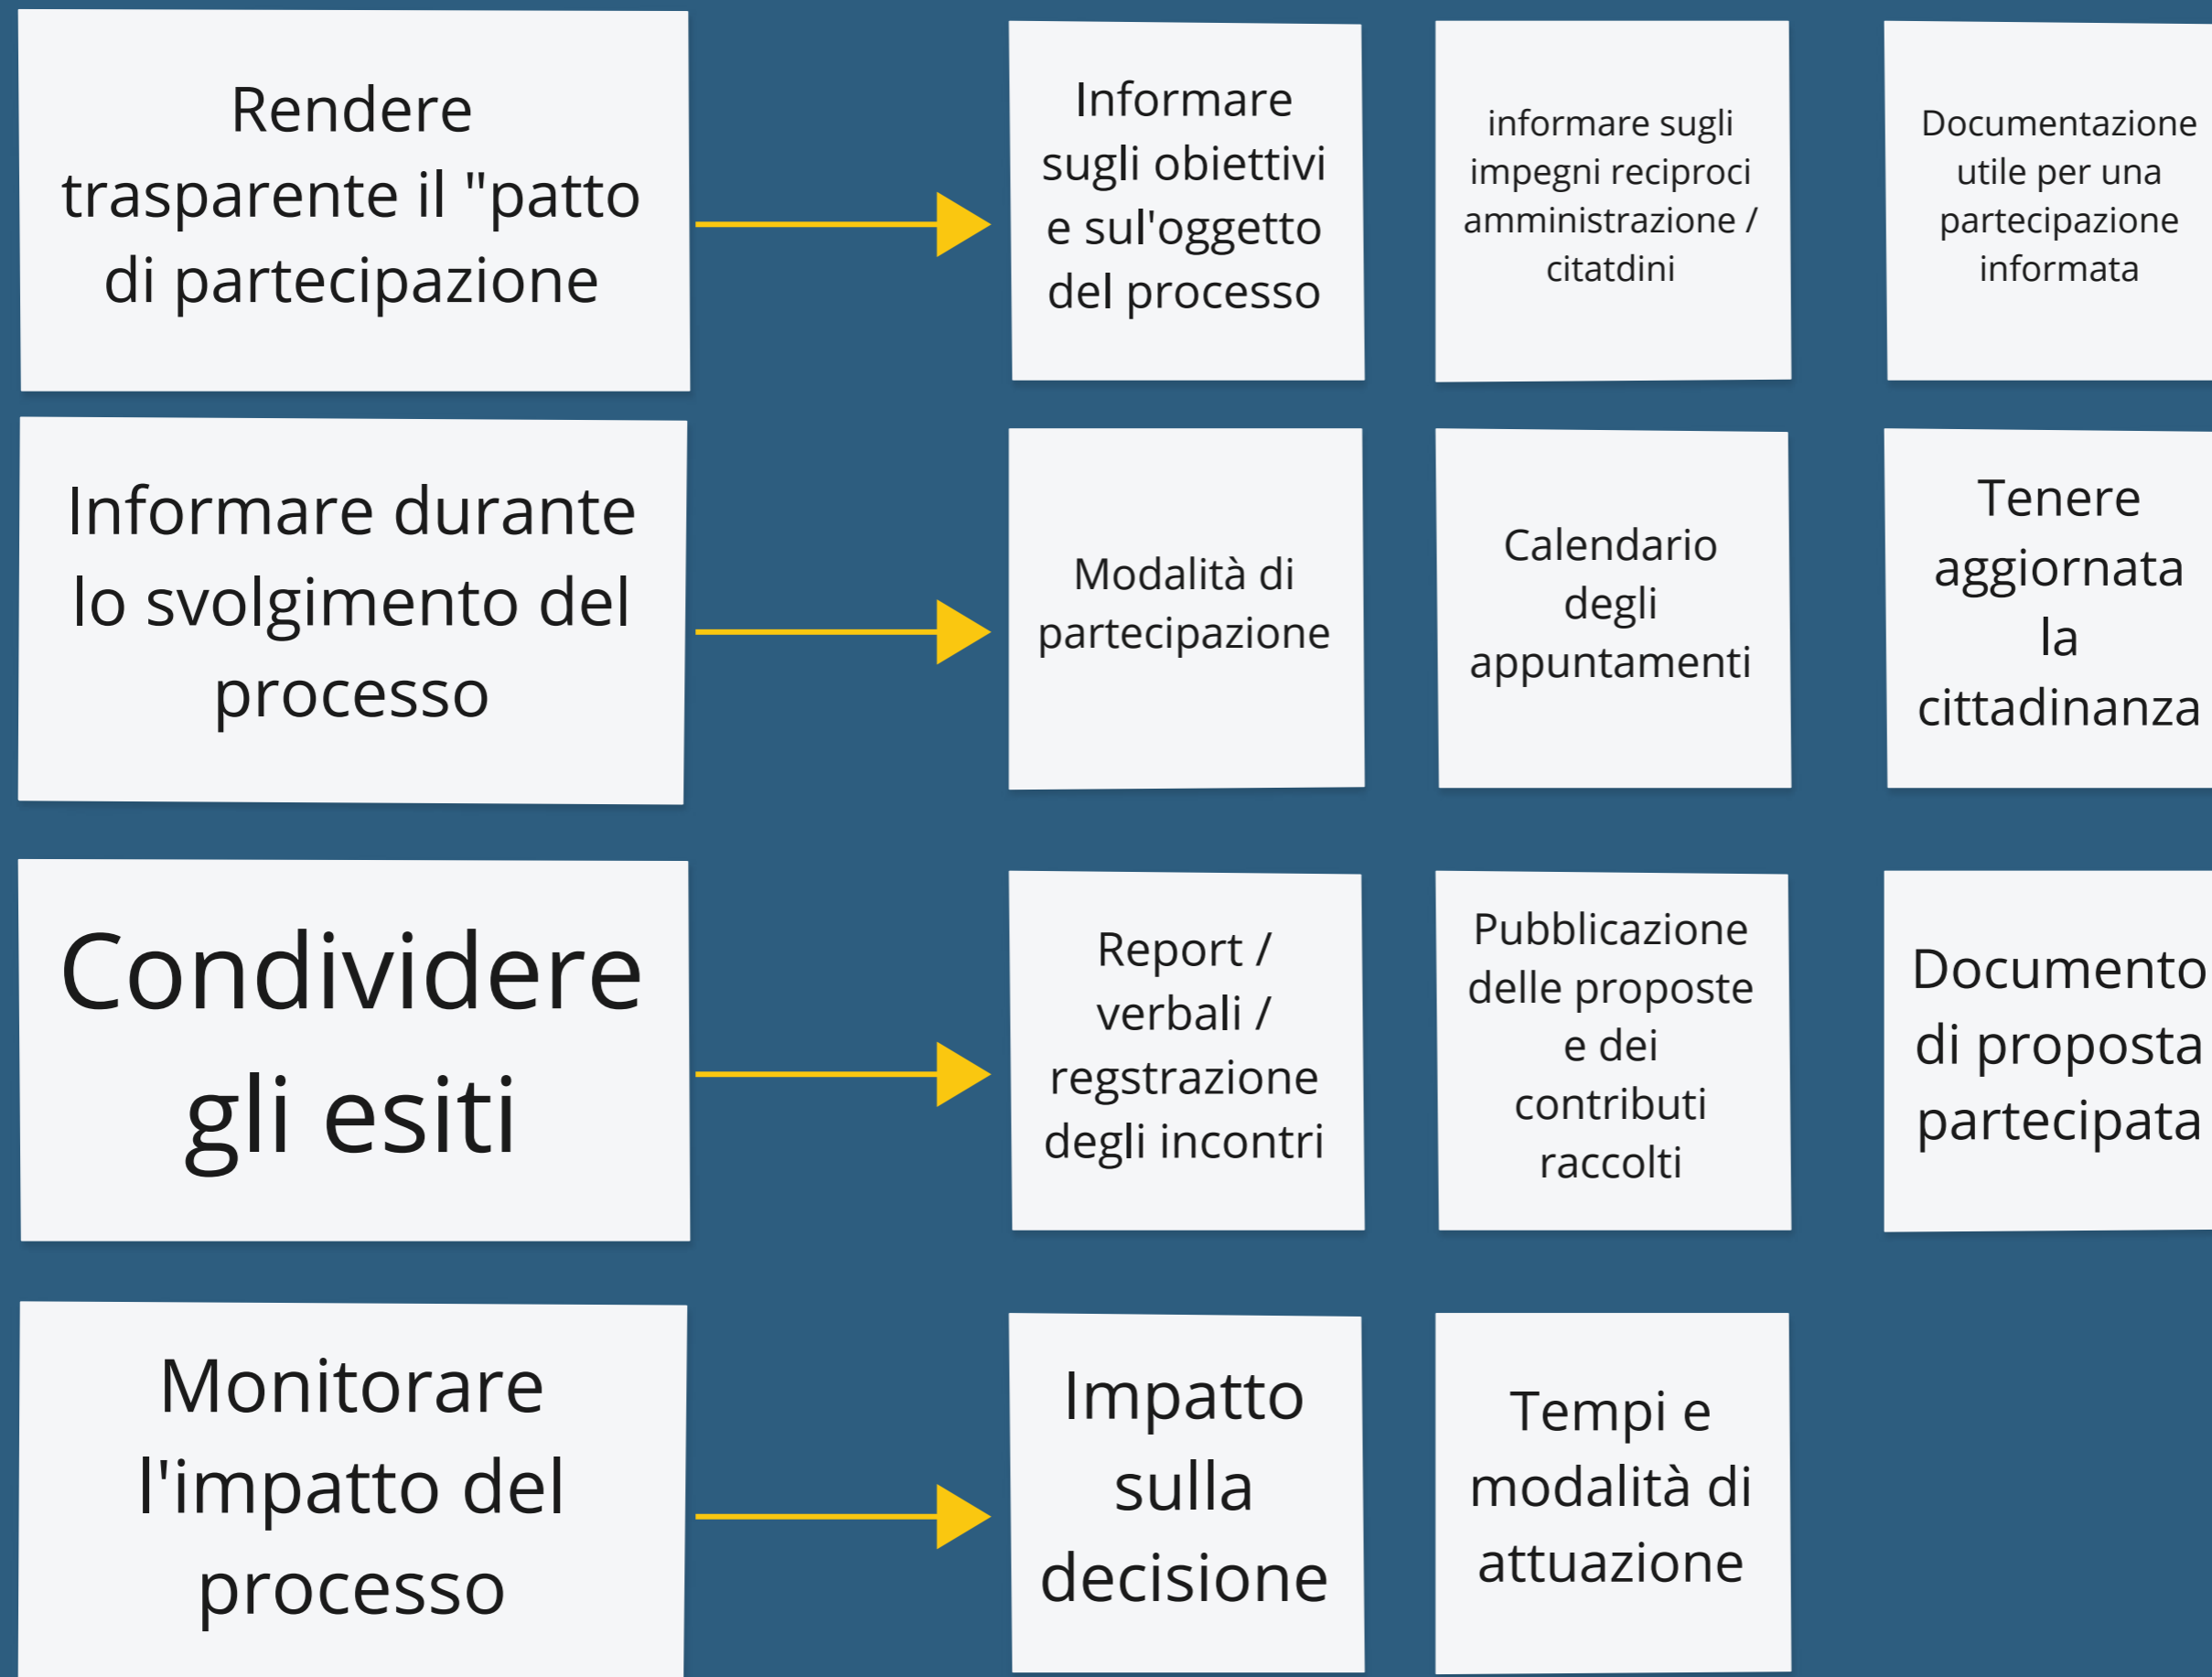 Rendere
trasparente il "patto
di partecipazione
Informare
sugli obiettivi
e sul'oggetto
del processo
informare sugli
impegni reciproci
amministrazione /
citatdini
Documentazione
utile per una
partecipazione
informata
Informare durante
lo svolgimento del
processo
Modalità di
partecipazione
Calendario
degli
appuntamenti
Tenere
aggiornata
la
cittadinanza
Condividere
gli esiti
Report /
verbali /
regstrazione
degli incontri
Pubblicazione
delle proposte
e dei
contributi
raccolti
Documento
di proposta
partecipata
Monitorare
l'impatto del
processo
Impatto
sulla
decisione
Tempi e
modalità di
attuazione